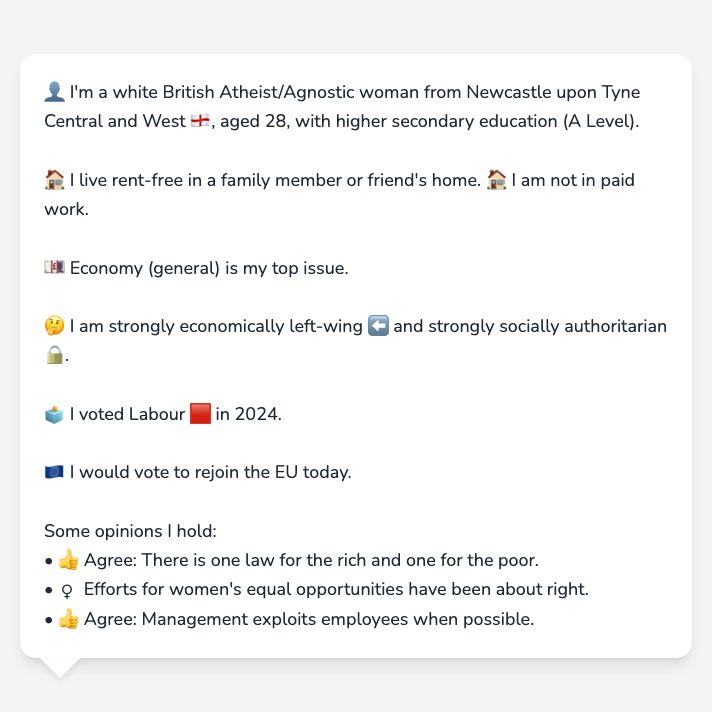 👤 I'm a white British Atheist/Agnostic woman from Newcastle upon Tyne
Central and West 🏴󠁧󠁢󠁥󠁮󠁧󠁿, aged 28, with higher secondary education (A Level).
🏠 I live rent-free in a family member or friend's home. 🏠 I am not in paid
work.
💷 Economy (general) is my top issue.
🤔 I am strongly economically left-wing ⬅️ and strongly socially authoritarian
🔒.
🗳️ I voted Labour 🟥 in 2024.
🇪🇺 I would vote to rejoin the EU today.
Some opinions I hold:
• 👍 Agree: There is one law for the rich and one for the poor.
• ♀ Efforts for women's equal opportunities have been about right.
• 👍 Agree: Management exploits employees when possible.